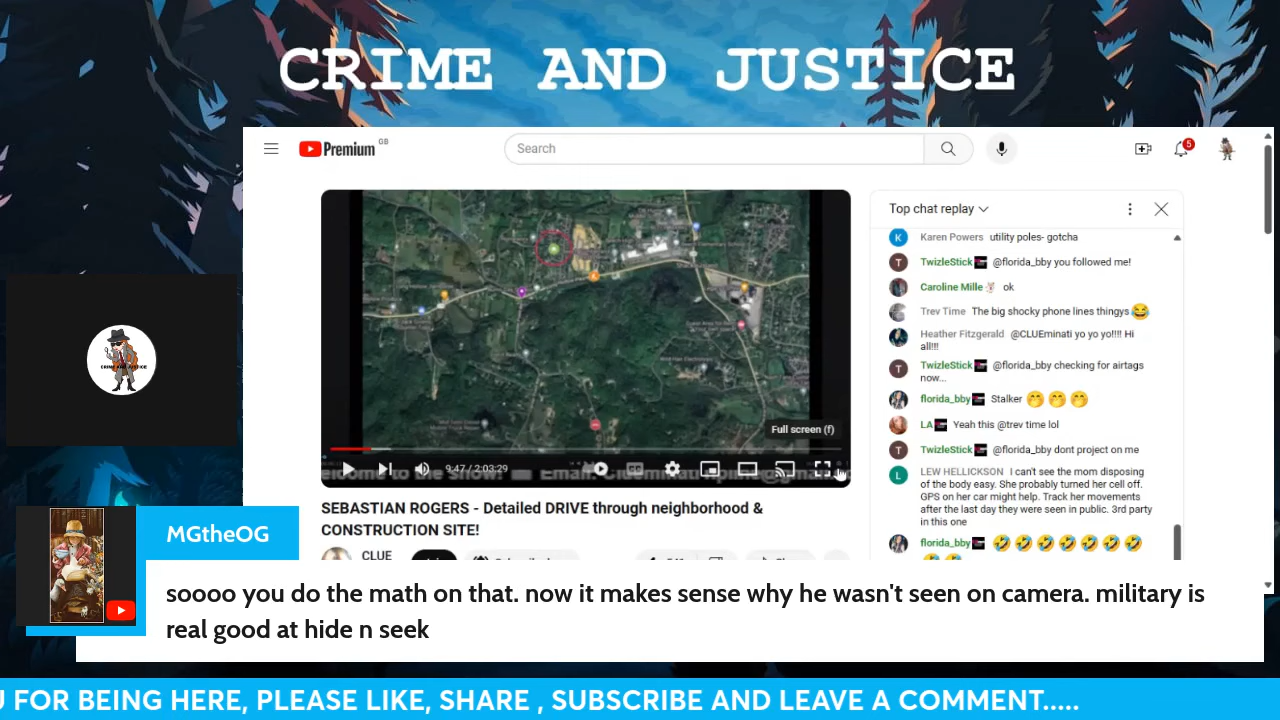 CRIME AND JUSTICE
Premium GB
Search
5
Top chat replay
Karen Powers utility poles- gotcha
TwizleStick @florida_bby you followed me!
Caroline Mille ok
Trev Time The big shocky phone lines thingys😂
Heather Fitzgerald @CLUEminati yo yo yo!!!! Hi
all!!!
TwizleStick @florida_bby checking for airtags
now...
florida_bby Stalker 🤭🤭🤭
LA Yeah this @trev time lol
TwizleStick @florida_bby dont project on me
LEW HELLICKSON I can't see the mom disposing
of the body easy. She probably turned her cell off.
GPS on her car might help. Track her movements
after the last day they were seen in public. 3rd party
in this one
florida_bby 🤣🤣🤣🤣🤣🤣🤣
Full screen (f)
9:47 / 2:03:29
SEBASTIAN ROGERS - Detailed DRIVE through neighborhood &
CONSTRUCTION SITE!
CLUE
CRIME AND JUSTICE
MGtheOG
soooo you do the math on that. now it makes sense why he wasn't seen on camera. military is
real good at hide n seek
U FOR BEING HERE, PLEASE LIKE, SHARE , SUBSCRIBE AND LEAVE A COMMENT.....